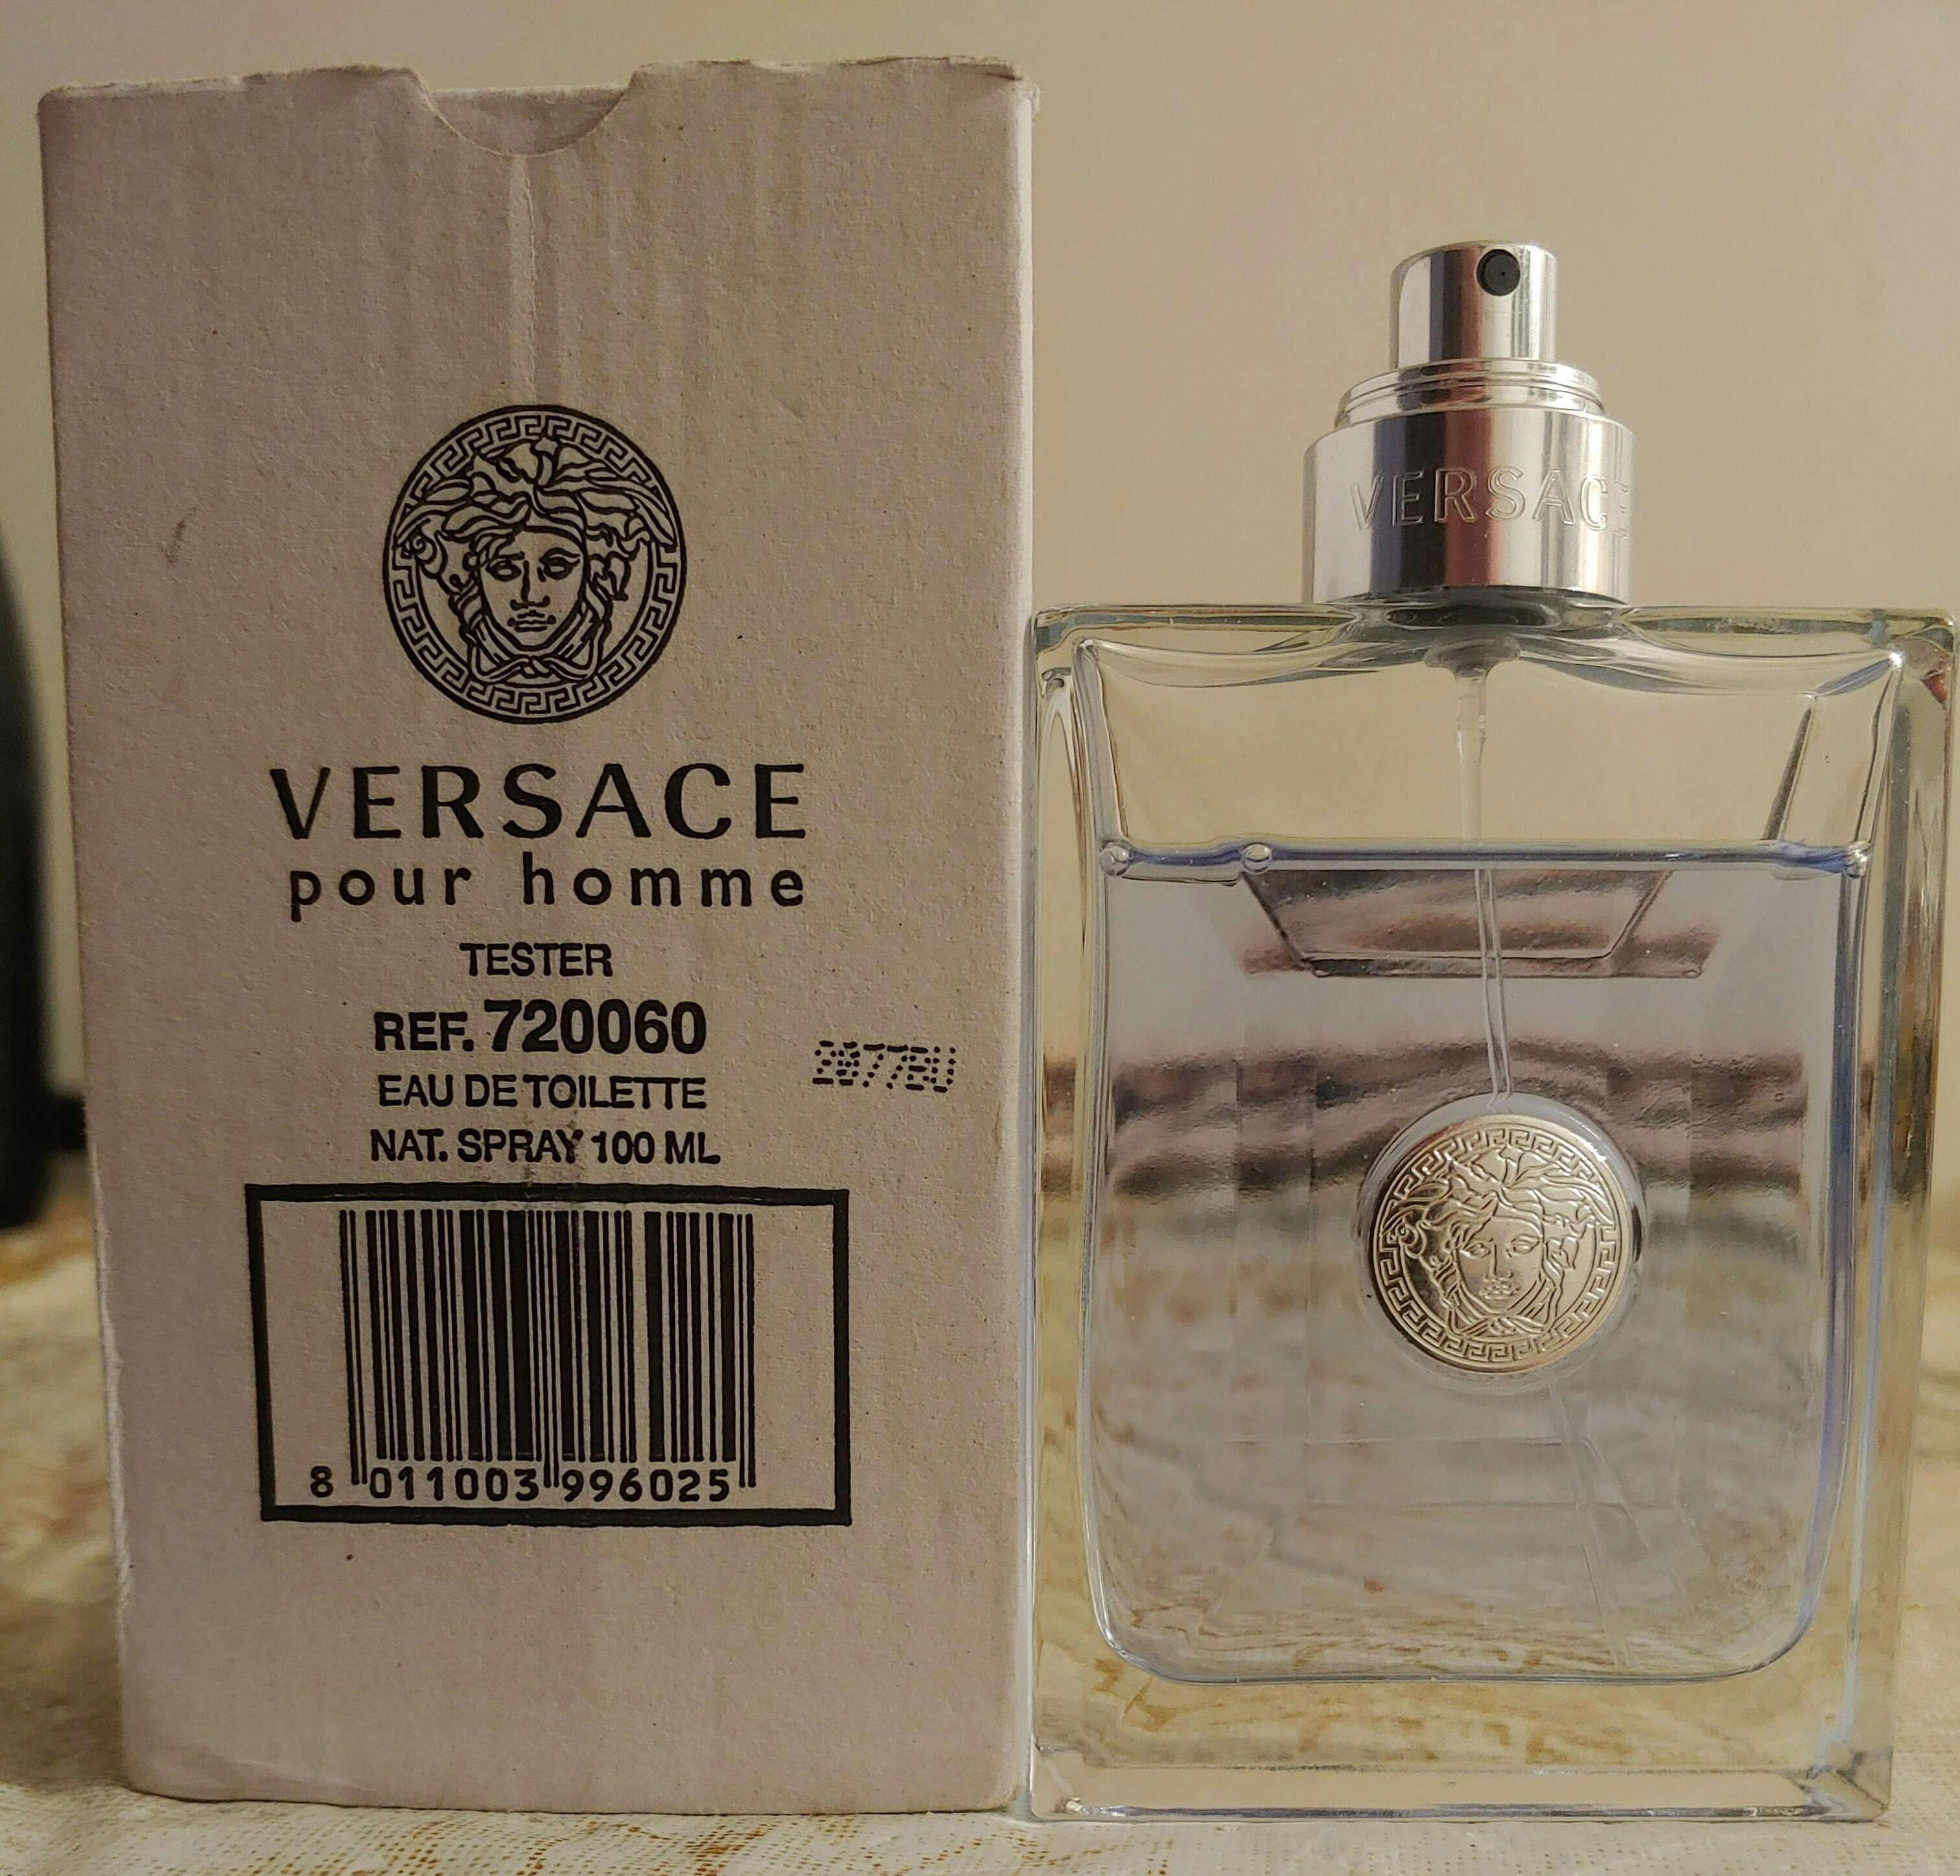 VERSACE
pour homme
TESTER
REF. 720060
EAU DE TOILETTE
NAT. SPRAY 100 ML
8 011003 996025
VERSACE